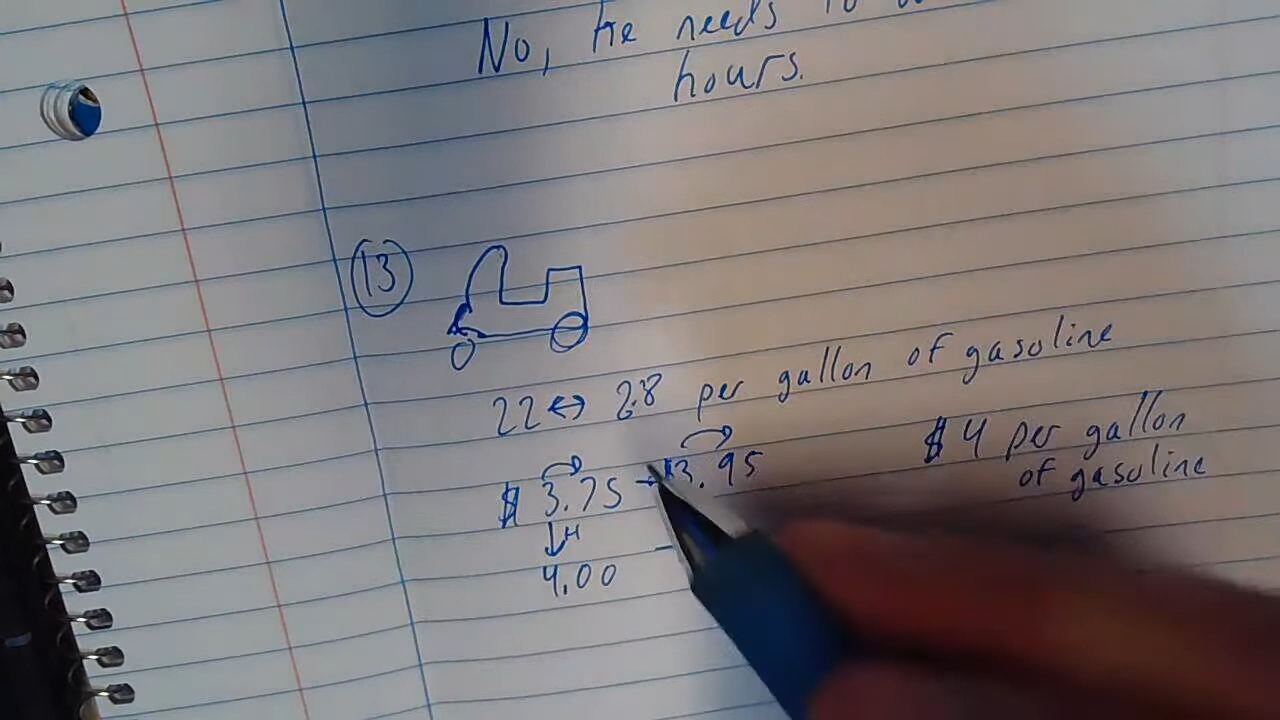 No, he needs to
hours.
13
22 ↔ 28 per gallon of gasoline
$ 3.75 → $3.95
$4 per gallon
of gasoline
4
4.00